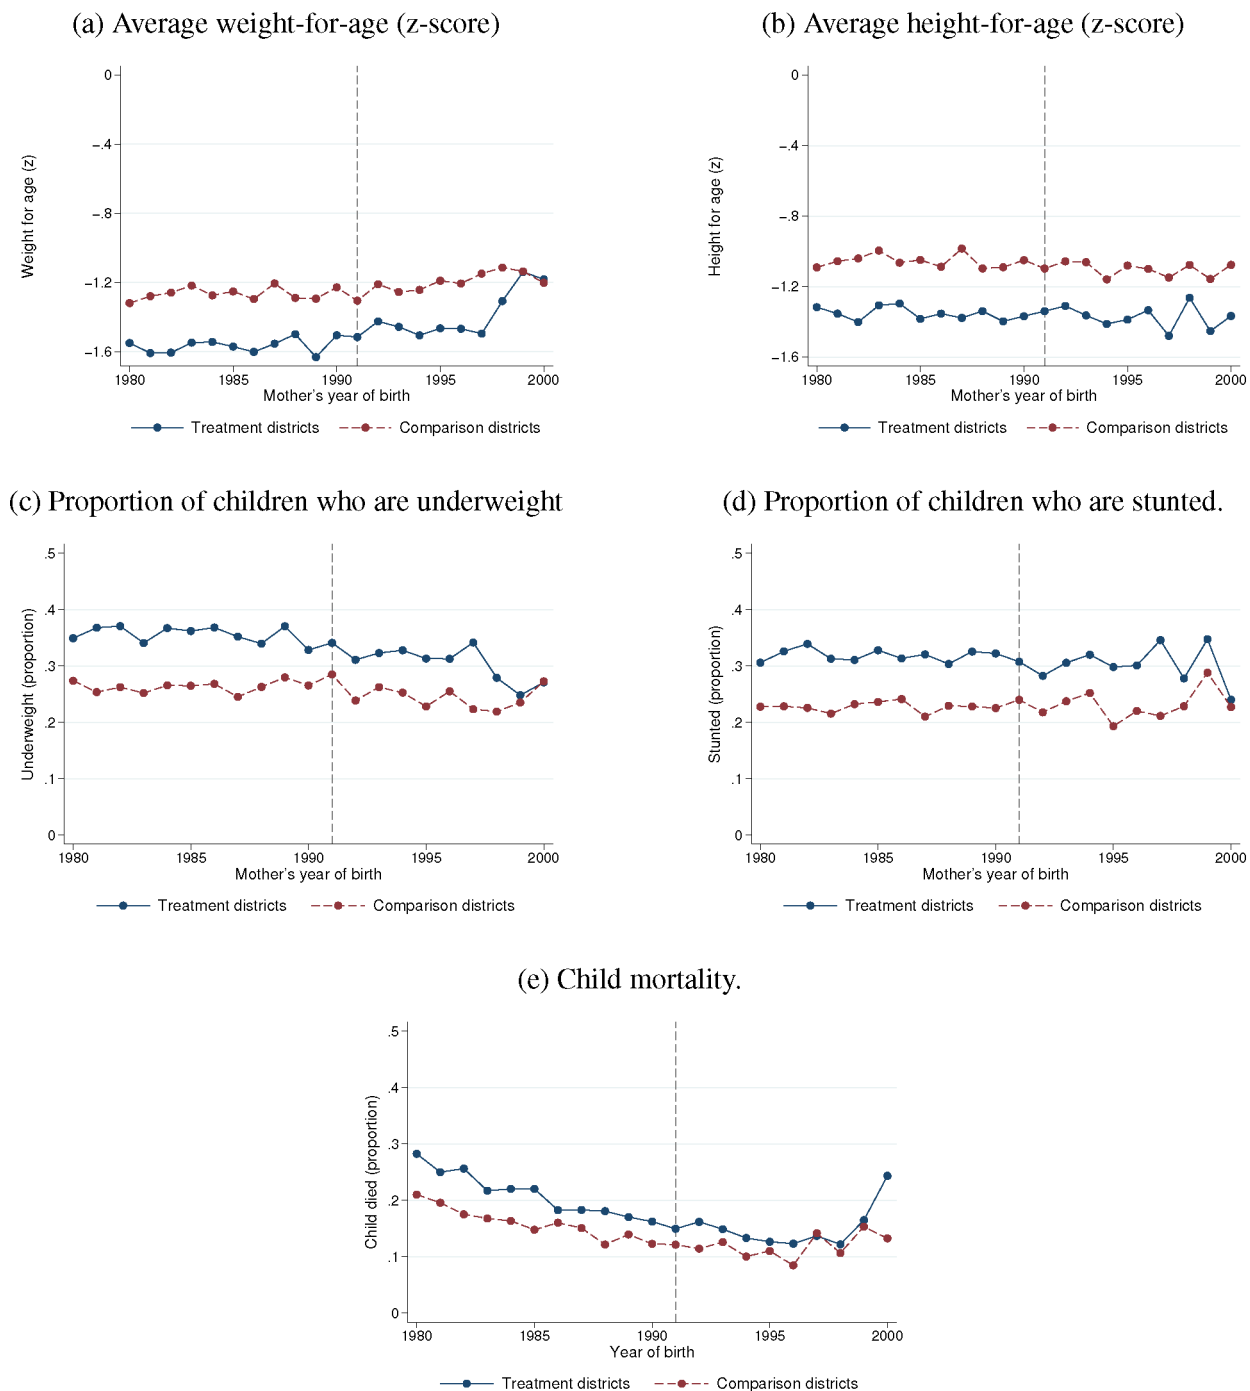 (a) Average weight-for-age (z-score)
0
−.4
−.8
−1.2
−1.6
Weight for age (z)
1980 1985 1990 1995 2000
Mother's year of birth
Treatment districts Comparison districts
(b) Average height-for-age (z-score)
0
−.4
−.8
−1.2
−1.6
Height for age (z)
1980 1985 1990 1995 2000
Mother's year of birth
Treatment districts Comparison districts
(c) Proportion of children who are underweight
.5
.4
.3
.2
.1
0
Underweight (proportion)
1980 1985 1990 1995 2000
Mother's year of birth
Treatment districts Comparison districts
(d) Proportion of children who are stunted.
.5
.4
.3
.2
.1
0
Stunted (proportion)
1980 1985 1990 1995 2000
Mother's year of birth
Treatment districts Comparison districts
(e) Child mortality.
.5
.4
.3
.2
.1
0
Child died (proportion)
1980 1985 1990 1995 2000
Year of birth
Treatment districts Comparison districts